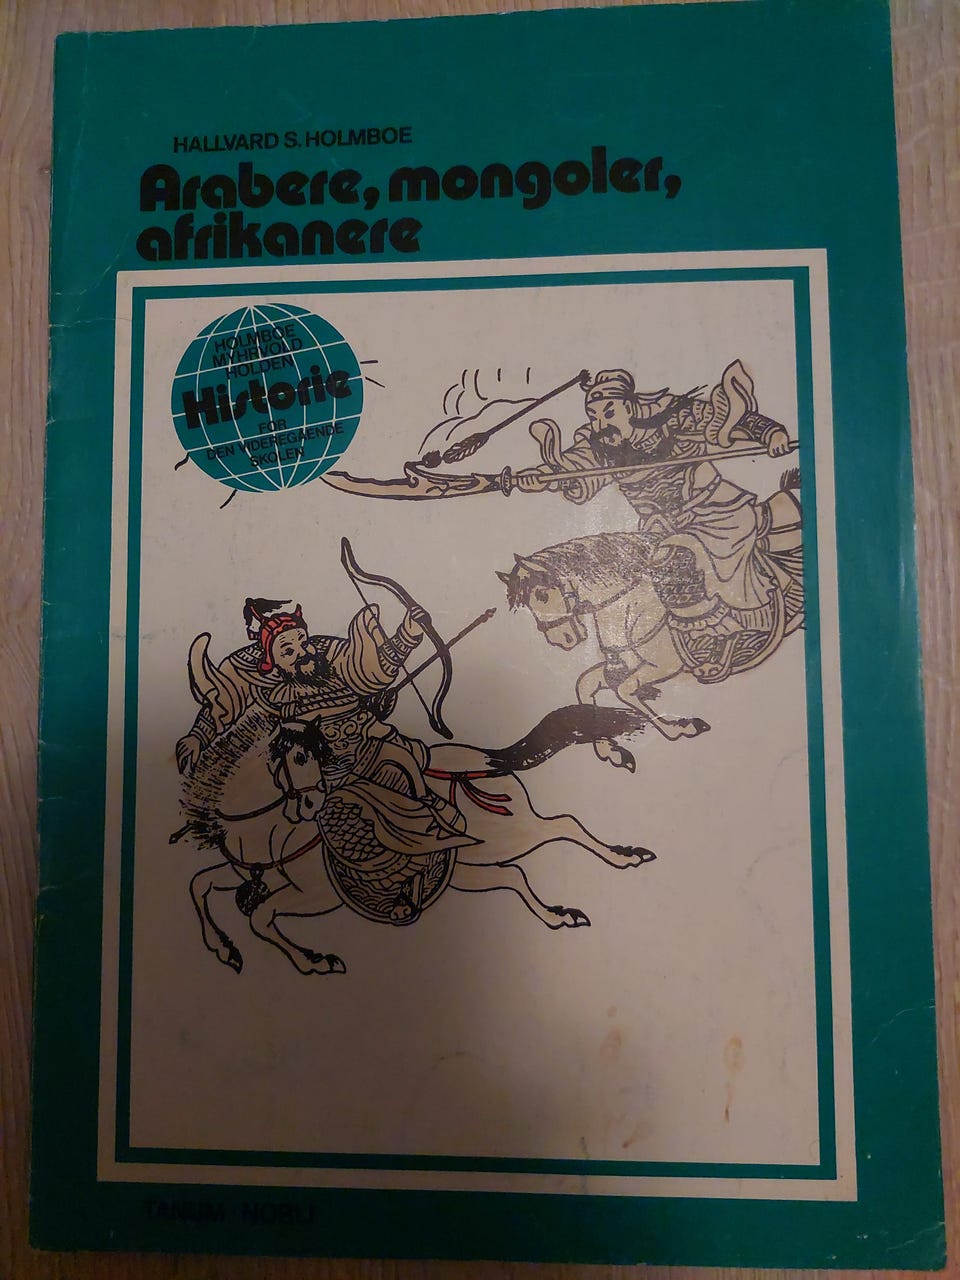 HALLVARD S. HOLMBOE
Arabere, mongoler,
afrikanere
HOLMBOE
MYHRVOLD
HOLDEN
Historie
FOR
DEN VIDEREGÅENDE
SKOLEN
TANUM · NORLI